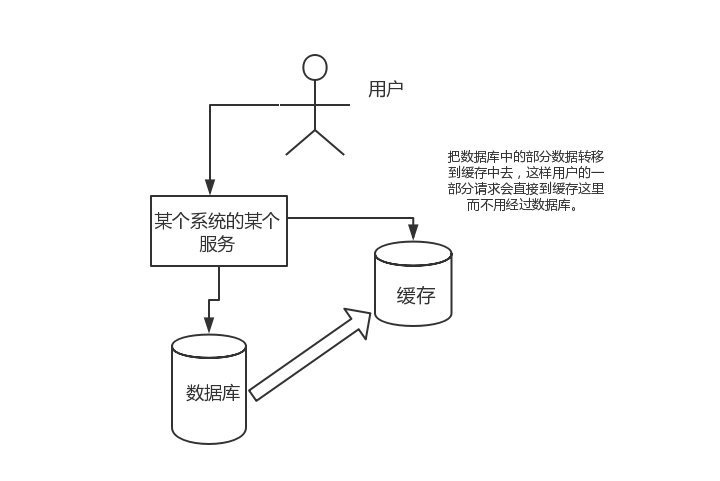 用户
把数据库中的部分数据转移
到缓存中去，这样用户的一
部分请求会直接到缓存这里
而不用经过数据库。
某个系统的某个
服务
缓存
数据库